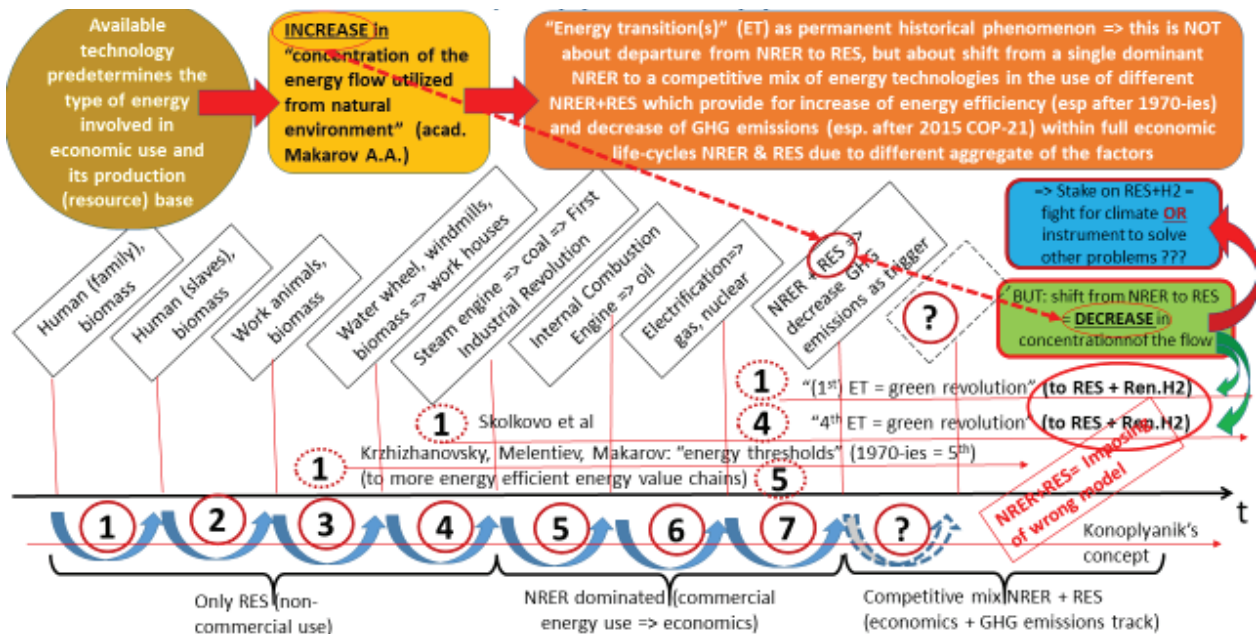 Available
technology
predetermines the
type of energy
involved in
economic use and
its production
(resource) base
INCREASE in
“concentration of the
energy flow utilized
from natural
environment” (acad.
Makarov A.A.)
“Energy transition(s)” (ET) as permanent historical phenomenon => this is NOT
about departure from NRER to RES, but about shift from a single dominant
NRER to a competitive mix of energy technologies in the use of different
NRER+RES which provide for increase of energy efficiency (esp after 1970-ies)
and decrease of GHG emissions (esp. after 2015 COP-21) within full economic
life-cycles NRER & RES due to different aggregate of the factors
=> Stake on RES+H2 =
fight for climate OR
instrument to solve
other problems ???
BUT: shift from NRER to RES
= DECREASE in
concentrationnof the flow
Human (family),
biomass
Human (slaves),
biomass
Work animals,
biomass
Water wheel, windmills,
biomass => work houses
Steam engine => coal => First
Industrial Revolution
Internal Combustion
Engine => oil
Electrification=>
gas, nuclear
NRER + RES =>
decrease GHG
emissions as trigger
?
1
“(1st) ET = green revolution” (to RES + Ren.H2)
1
Skolkovo et al
4
“4th ET = green revolution” (to RES + Ren.H2)
1
Krzhizhanovsky, Melentiev, Makarov: “energy thresholds” (1970-ies = 5th)
(to more energy efficient energy value chains)
5
NRER+RES= Imposing
of wrong model
t
1
2
3
4
5
6
7
?
Konoplyanik’s
concept
Only RES (non-
commercial use)
NRER dominated (commercial
energy use => economics)
Competitive mix NRER + RES
(economics + GHG emissions track)